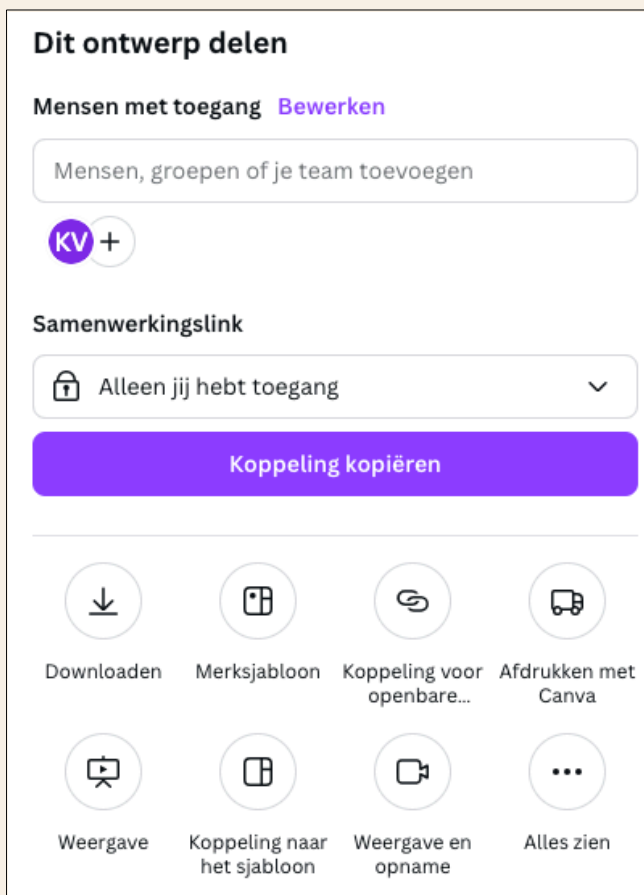 Dit ontwerp delen
Mensen met toegang Bewerken
Mensen, groepen of je team toevoegen
KV +
Samenwerkingslink
Alleen jij hebt toegang
Koppeling kopiëren
Downloaden
Merksjabloon
Koppeling voor
openbare...
Afdrukken met
Canva
Weergave
Koppeling naar
het sjabloon
Weergave en
opname
Alles zien